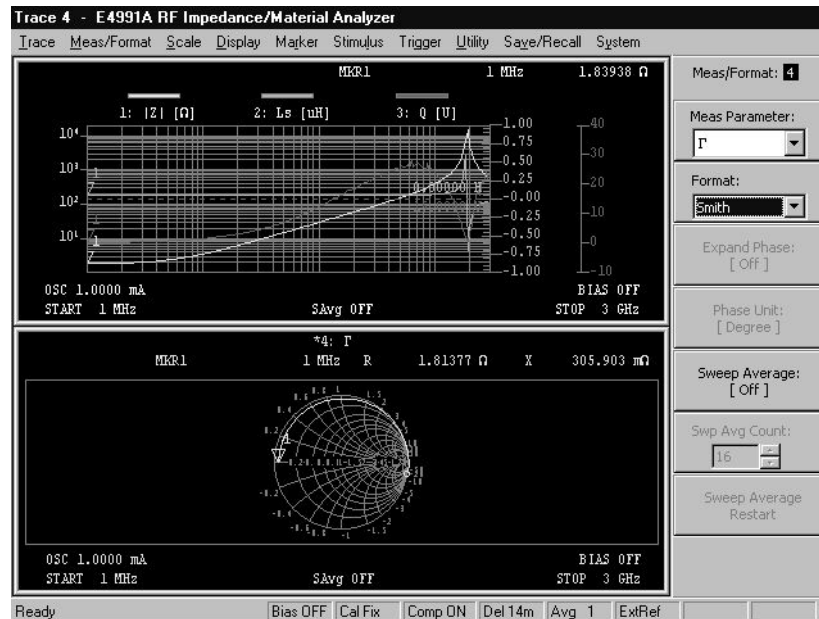 Trace 4 - E4991A RF Impedance/Material Analyzer
Trace Meas/Format Scale Display Marker Stimulus Trigger Utility Save/Recall System
MKR1 1 MHz 1.83938 Ω
1: |Z| [Ω] 2: Ls [uH] 3: Q [U]
10⁴
10³
10²
10¹
1.00
0.75
0.50
0.25
-0.00
-0.25
-0.50
-0.75
-1.00
40
30
20
10
0
-10
OSC 1.0000 mA BIAS OFF
START 1 MHz SAvg OFF STOP 3 GHz
*4: Γ
MKR1 1 MHz R 1.81377 Ω X 305.903 mΩ
OSC 1.0000 mA BIAS OFF
START 1 MHz SAvg OFF STOP 3 GHz
Meas/Format: 4
Meas Parameter:
Γ
Format:
Smith
Expand Phase:
[ Off ]
Phase Unit:
[ Degree ]
Sweep Average:
[ Off ]
Swp Avg Count:
16
Sweep Average
Restart
Ready Bias OFF Cal Fix Comp ON Del 14m Avg 1 ExtRef